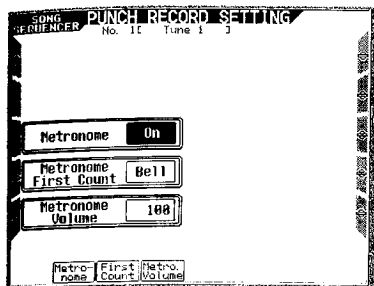 SONG
SEQUENCER
PUNCH RECORD SETTING
No. 1[ Tune 1 ]
Metronome On
Metronome
First Count Bell
Metronome
Volume 100
Metro-
nome
First
Count
Metro.
Volume